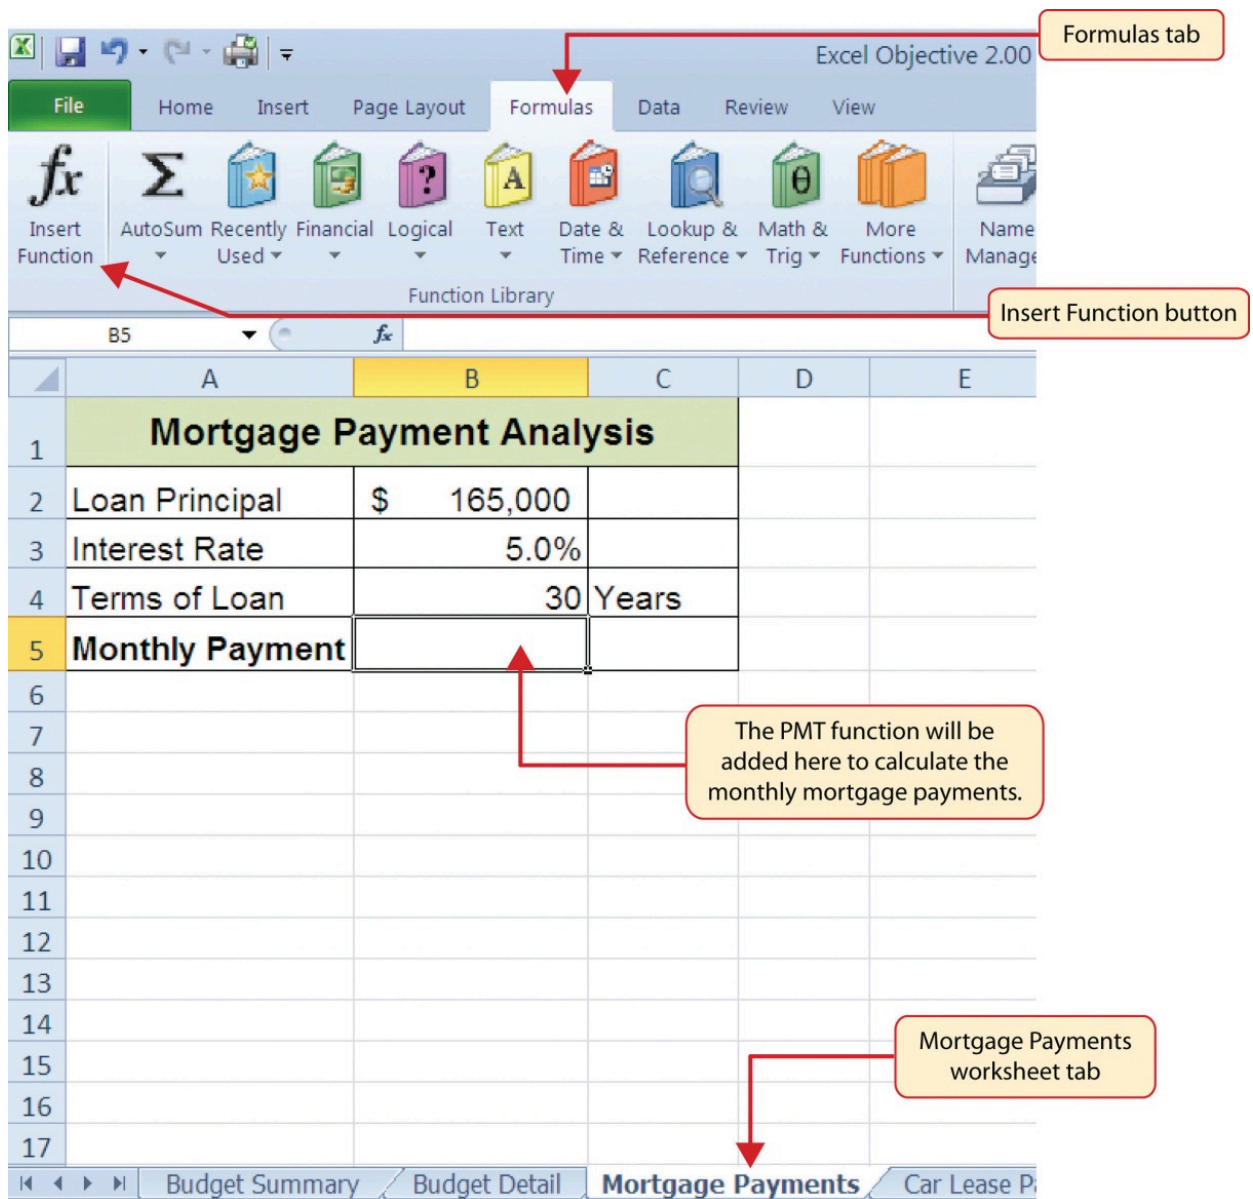 Formulas tab
Excel Objective 2.00
File Home Insert Page Layout Formulas Data Review View
Insert Function
AutoSum
Recently Used
Financial
Logical
Text
Date & Time
Lookup & Reference
Math & Trig
More Functions
Name
Function Library
Insert Function button
B5 fx
A B C D E
1 Mortgage Payment Analysis
2 Loan Principal $ 165,000
3 Interest Rate 5.0%
4 Terms of Loan 30 Years
5 Monthly Payment
6
7
8
9
10
11
12
13
14
15
16
17
The PMT function will be
added here to calculate the
monthly mortgage payments.
Mortgage Payments
worksheet tab
Budget Summary Budget Detail Mortgage Payments Car Lease